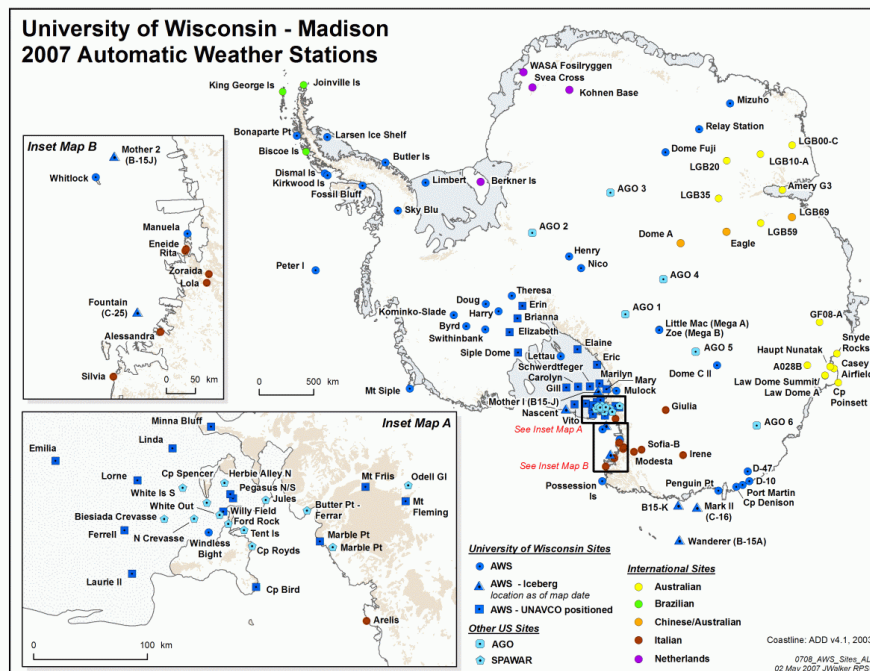 University of Wisconsin - Madison
2007 Automatic Weather Stations
WASA Fosilryggen
Svea Cross
Kohnen Base
King George Is
Joinville Is
Mizuho
Bonaparte Pt
Larsen Ice Shelf
Relay Station
LGB00-C
Biscoe Is
Butler Is
Dome Fuji
LGB20
LGB10-A
Dismal Is
Kirkwood Is
Limbert
Berkner Is
Fossil Bluff
AGO 3
Amery G3
LGB35
Sky Blu
LGB69
AGO 2
Dome A
Eagle
LGB59
Peter I
Henry
Nico
AGO 4
Theresa
Doug
Erin
Kominko-Slade
Harry
Brianna
AGO 1
GF08-A
Byrd
Elizabeth
Little Mac (Mega A)
Zoe (Mega B)
Swithinbank
Snyder
Rocks
Siple Dome
Elaine
AGO 5
Haupt Nunatak
Lettau
Eric
Casey
Airfield
Schwerdtfeger
A028B
Carolyn
Marilyn
Dome C II
Mary
Law Dome Summit/
Law Dome A
Gill
Mulock
Cp
Poinsett
Mt Siple
Mother I (B15-J)
Giulia
Nascent
Vito
AGO 6
See Inset Map A
Sofia-B
Irene
Modesta
See Inset Map B
D-47
Possession
Is
Penguin Pt
D-10
Port Martin
Cp Denison
B15-K
Mark II
(C-16)
Wanderer (B-15A)
0
500
km
Inset Map B
Mother 2
(B-15J)
Whitlock
Manuela
Eneide
Rita
Zoraida
Lola
Fountain
(C-25)
Alessandra
Silvia
0
50
km
Inset Map A
Minna Bluff
Emilia
Linda
Cp Spencer
Herbie Alley N
Mt Friis
Odell Gl
Lorne
Pegasus N/S
White Is S
Jules
Mt
Fleming
White Out
Willy Field
Butter Pt -
Ferrar
Biesiada Crevasse
Ford Rock
Ferrell
N Crevasse
Tent Is
Marble Pt
Windless
Bight
Cp Royds
Marble Pt
Laurie II
Cp Bird
Arelis
0
100
km
University of Wisconsin Sites
AWS
AWS - Iceberg
location as of map date
AWS - UNAVCO positioned
Other US Sites
AGO
SPAWAR
International Sites
Australian
Brazilian
Chinese/Australian
Italian
Netherlands
Coastline: ADD v4.1, 2003
0708_AWS_Sites_AL
02 May 2007 JWalker RPS